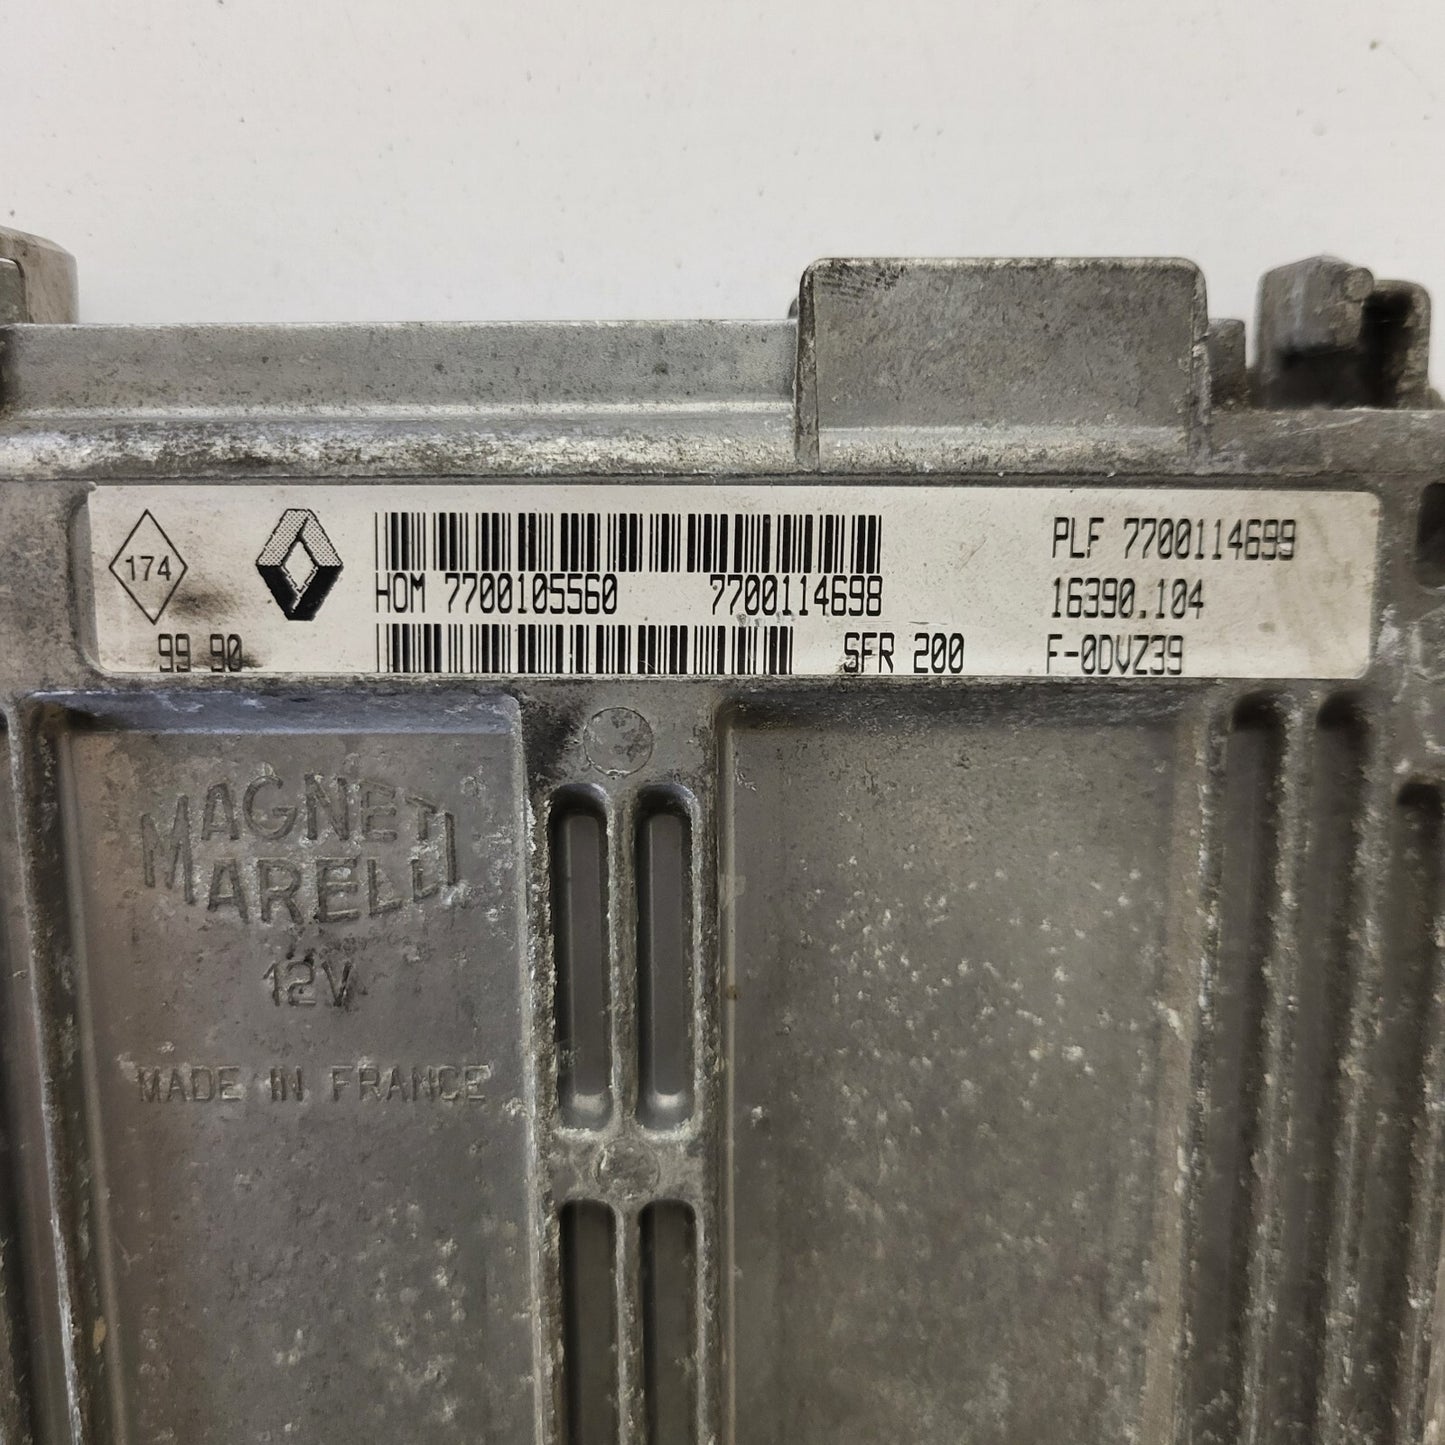 174
99 90
HOM 7700105560 7700114698
SFR 200
PLF 7700114699
16390.104
F-0DVZ39
MAGNETI
MARELLI
12V
MADE IN FRANCE